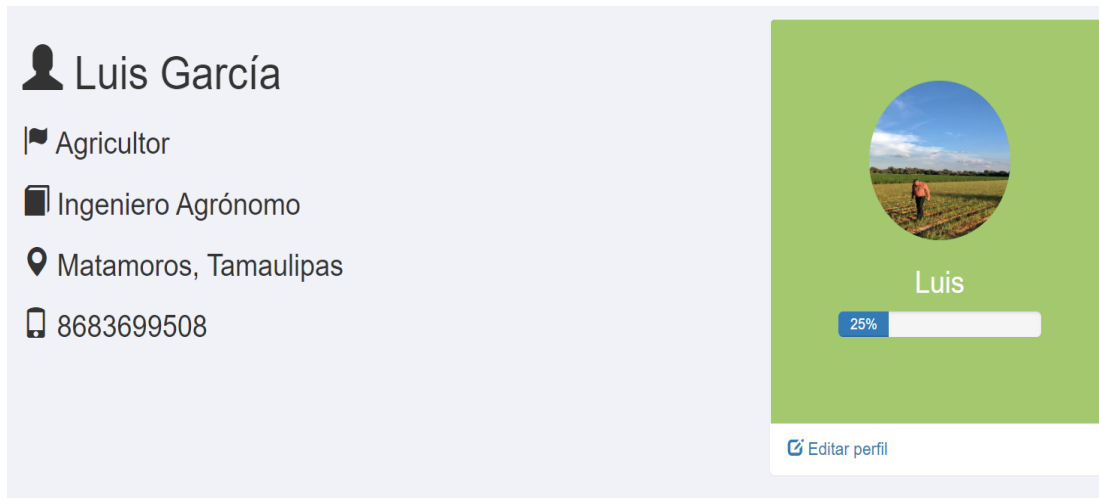 Luis García
Agricultor
Ingeniero Agrónomo
Matamoros, Tamaulipas
8683699508
Luis
25%
Editar perfil